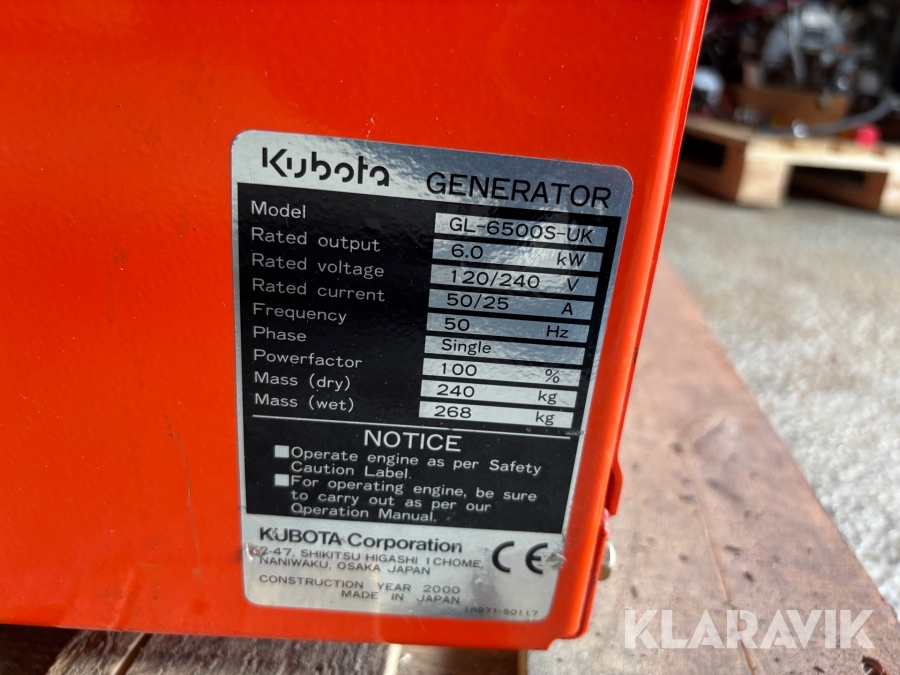 Kubota GENERATOR
Model GL-6500S-UK
Rated output 6.0 kW
Rated voltage 120/240 V
Rated current 50/25 A
Frequency 50 Hz
Phase Single
Powerfactor 100 %
Mass (dry) 240 kg
Mass (wet) 268 kg
NOTICE
■Operate engine as per Safety
Caution Label.
■For operating engine, be sure
to carry out as per our
Operation Manual.
KUBOTA Corporation
SHIKITSU HIGASHI 1CHOME,
NANIWAKU, OSAKA JAPAN
CONSTRUCTION YEAR 2000
MADE IN JAPAN
CE
KLARAVIK